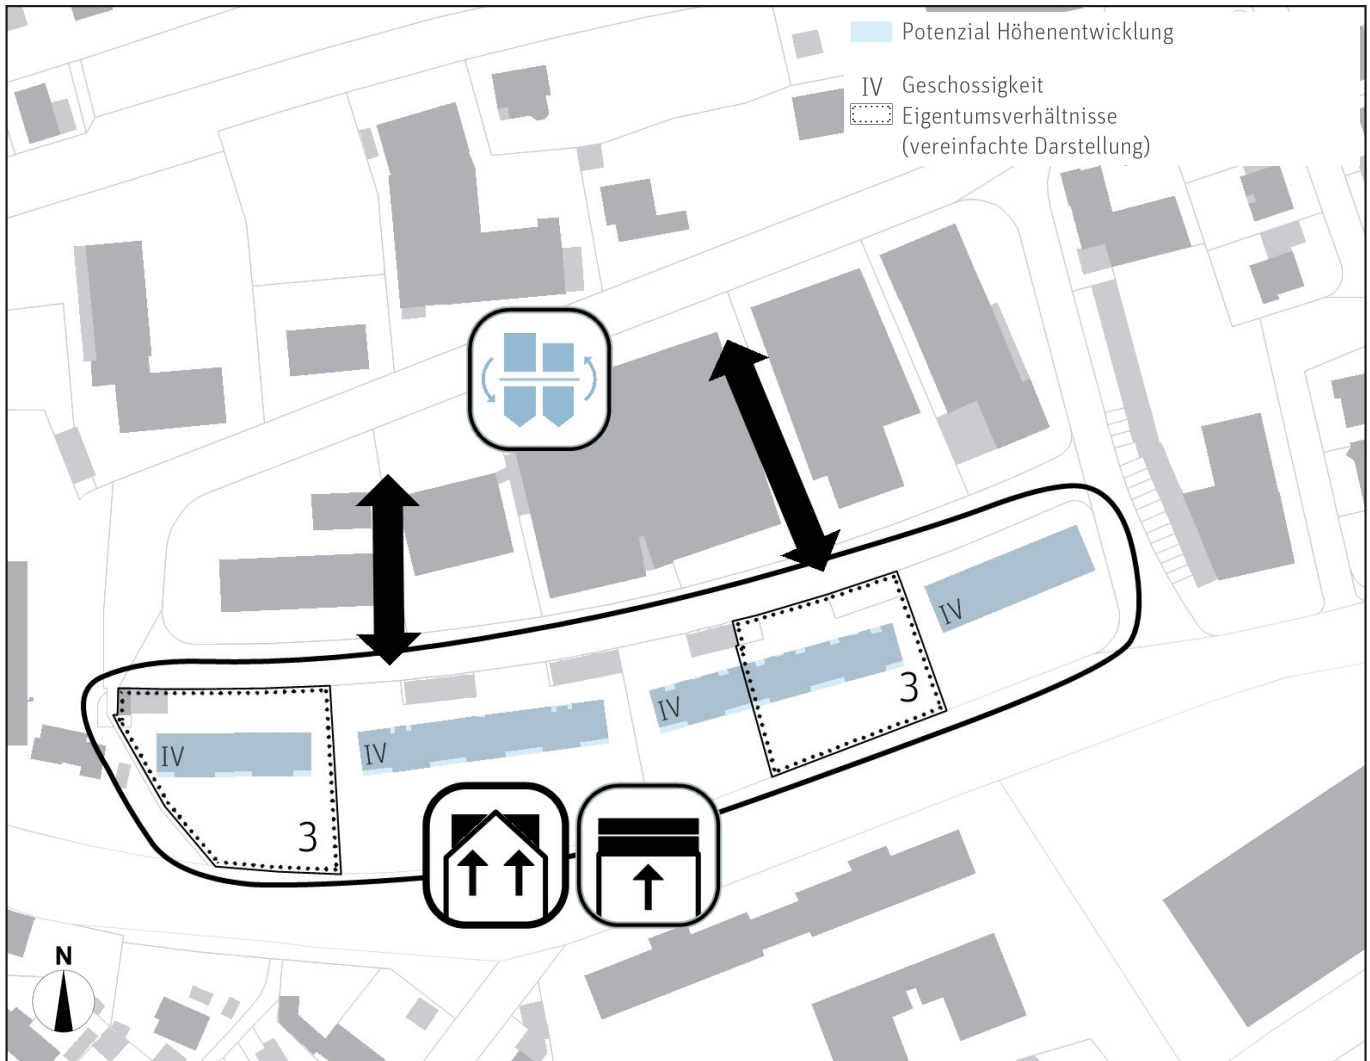 Potenzial Höhenentwicklung
IV Geschossigkeit
Eigentumsverhältnisse
(vereinfachte Darstellung)
IV
IV
3
IV
IV
3
N